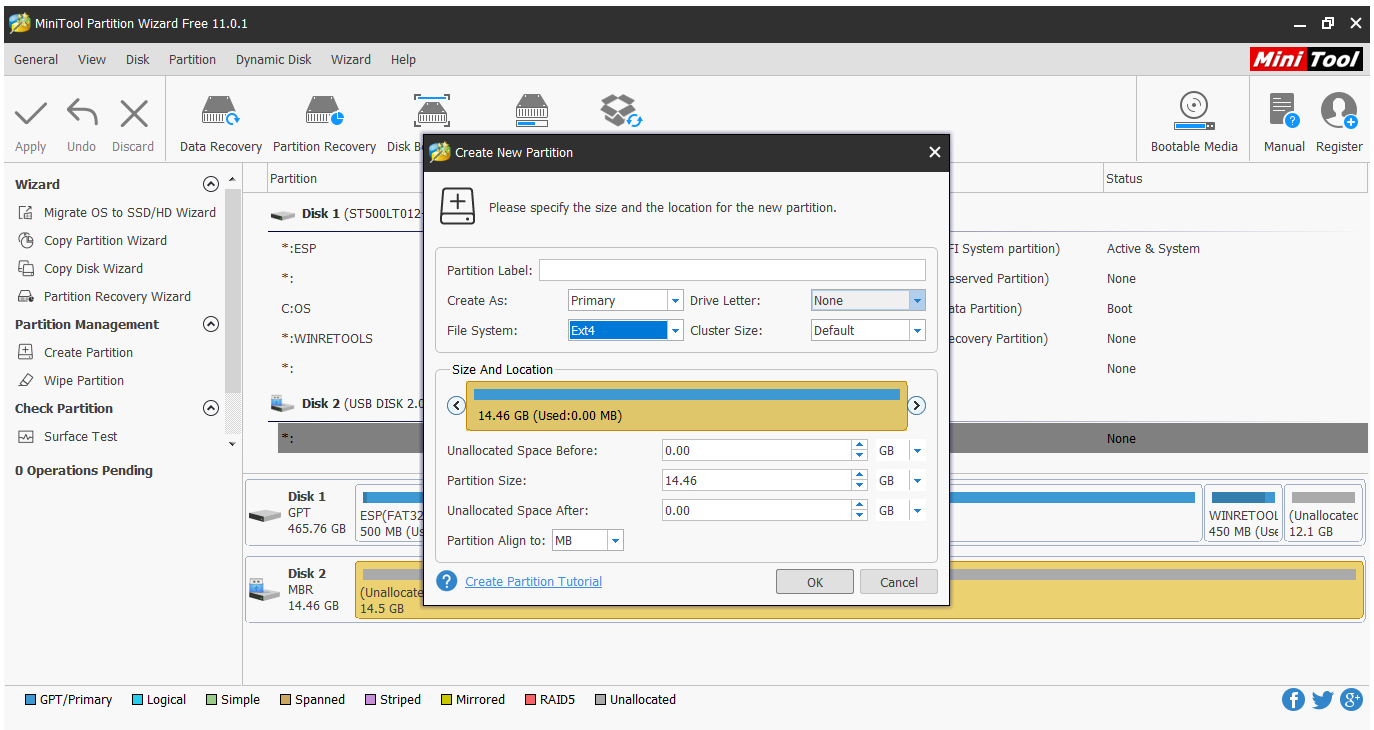 MiniTool Partition Wizard Free 11.0.1
General View Disk Partition Dynamic Disk Wizard Help
Mini Tool
Apply Undo Discard Data Recovery Partition Recovery Disk B Bootable Media Manual Register
Create New Partition
Please specify the size and the location for the new partition.
Partition Label:
Create As: Primary Drive Letter: None
File System: Ext4 Cluster Size: Default
Size And Location
14.46 GB (Used:0.00 MB)
Unallocated Space Before: 0.00 GB
Partition Size: 14.46 GB
Unallocated Space After: 0.00 GB
Partition Align to: MB
? Create Partition Tutorial OK Cancel
Wizard
Migrate OS to SSD/HD Wizard
Copy Partition Wizard
Copy Disk Wizard
Partition Recovery Wizard
Partition Management
Create Partition
Wipe Partition
Check Partition
Surface Test
0 Operations Pending
Partition Status
Disk 1 (ST500LT012-
*:ESP FI System partition) Active & System
*: eserved Partition) None
C:OS ata Partition) Boot
*:WINRETOOLS ecovery Partition) None
*: None
Disk 2 (USB DISK 2.0
*: None
Disk 1
GPT
465.76 GB
ESP(FAT32
500 MB (Us
WINRETOOL
450 MB (Use
(Unallocated
12.1 GB
Disk 2
MBR
14.46 GB
(Unallocate
14.5 GB
GPT/Primary Logical Simple Spanned Striped Mirrored RAID5 Unallocated